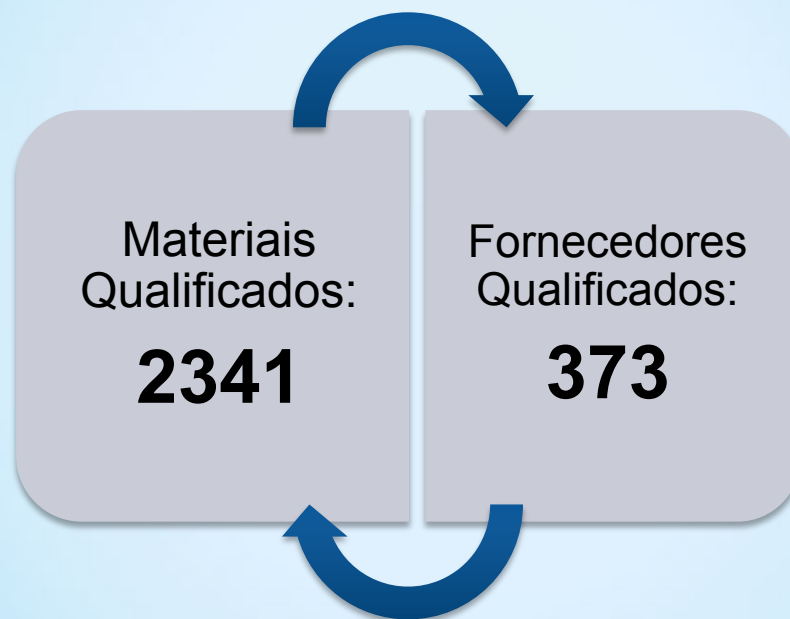 Materiais
Qualificados:
2341
Fornecedores
Qualificados:
373